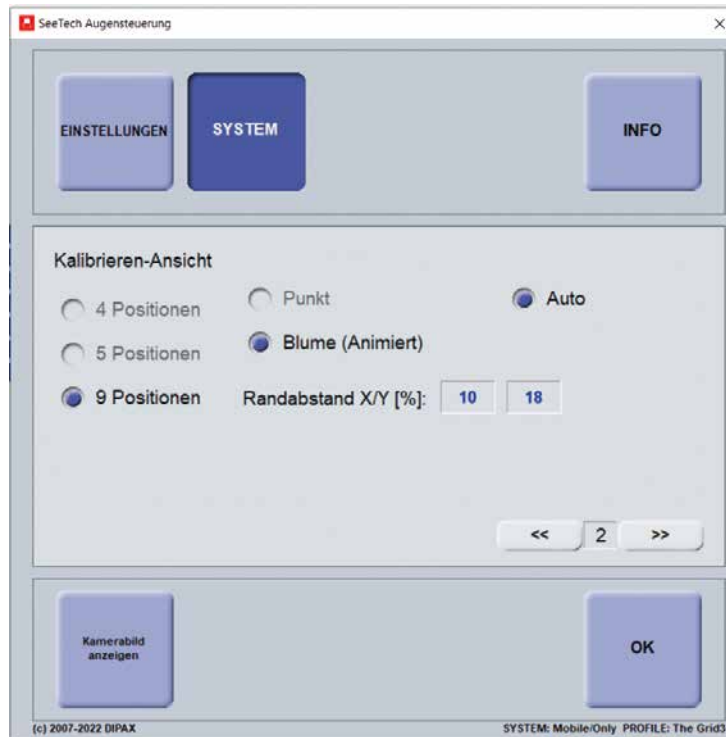 SeeTech Augensteuerung
EINSTELLUNGEN
SYSTEM
INFO
Kalibrieren-Ansicht
4 Positionen
Punkt
Auto
5 Positionen
Blume (Animiert)
9 Positionen
Randabstand X/Y [%]: 10 18
<< 2 >>
Kamerabild
anzeigen
OK
(c) 2007-2022 DIPAX
SYSTEM: Mobile/Only PROFILE: The Grid3